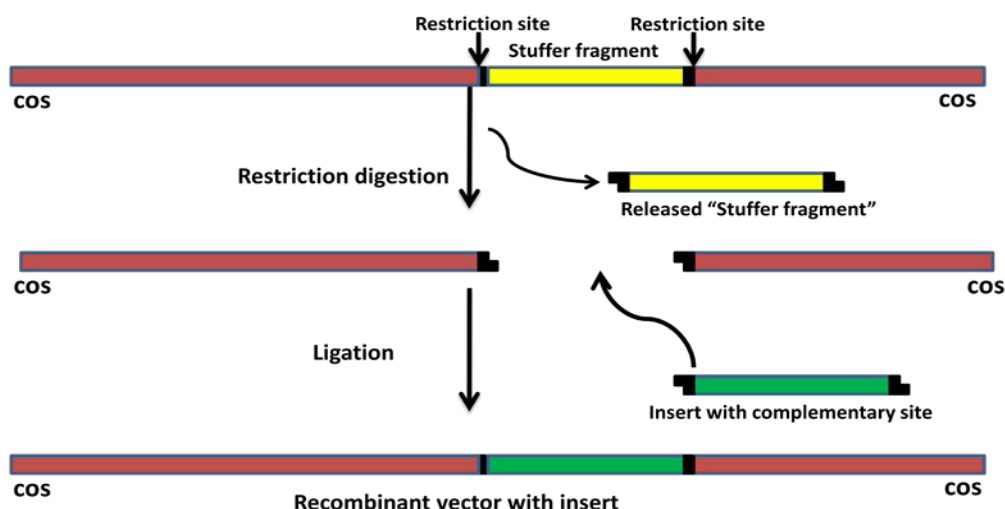 Restriction site
Restriction site
Stuffer fragment
cos
cos
Restriction digestion
Released “Stuffer fragment”
cos
cos
Ligation
Insert with complementary site
cos
cos
Recombinant vector with insert